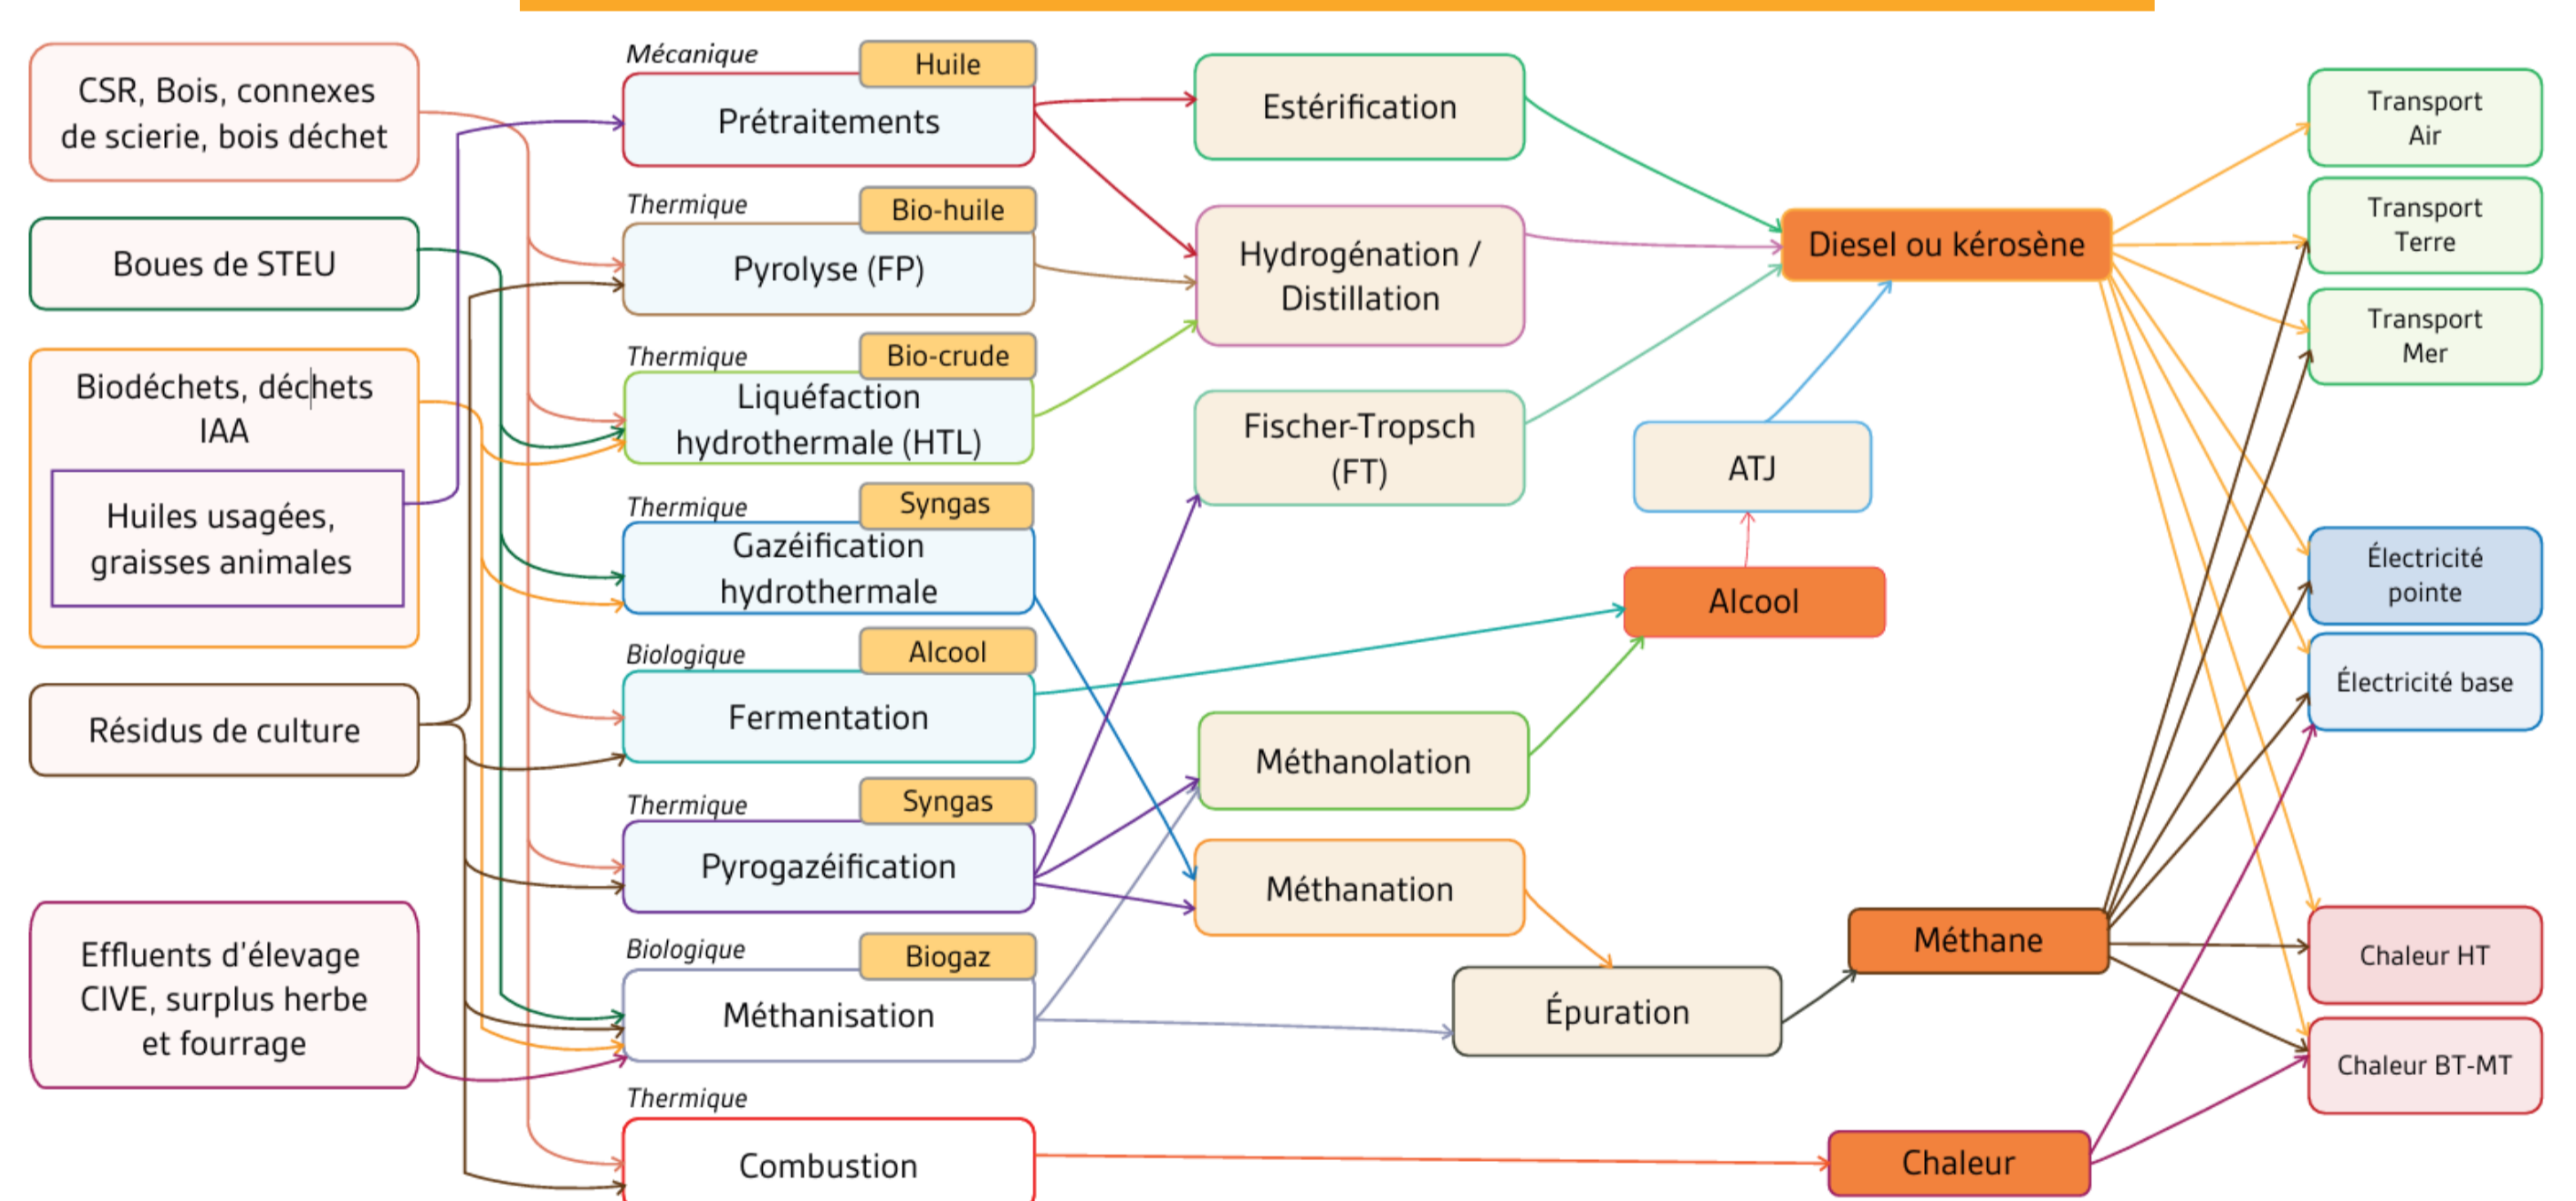 CSR, Bois, connexes
de scierie, bois déchet
Boues de STEU
Biodéchets, déchets
IAA
Huiles usagées,
graisses animales
Résidus de culture
Effluents d'élevage
CIVE, surplus herbe
et fourrage
Mécanique
Huile
Prétraitements
Thermique
Bio-huile
Pyrolyse (FP)
Thermique
Bio-crude
Liquéfaction
hydrothermale (HTL)
Thermique
Syngas
Gazéification
hydrothermale
Biologique
Alcool
Fermentation
Thermique
Syngas
Pyrogazéification
Biologique
Biogaz
Méthanisation
Thermique
Combustion
Estérification
Hydrogénation /
Distillation
Fischer-Tropsch
(FT)
Méthanolation
Méthanation
Épuration
Diesel ou kérosène
ATJ
Alcool
Méthane
Chaleur
Transport
Air
Transport
Terre
Transport
Mer
Électricité
pointe
Électricité base
Chaleur HT
Chaleur BT-MT